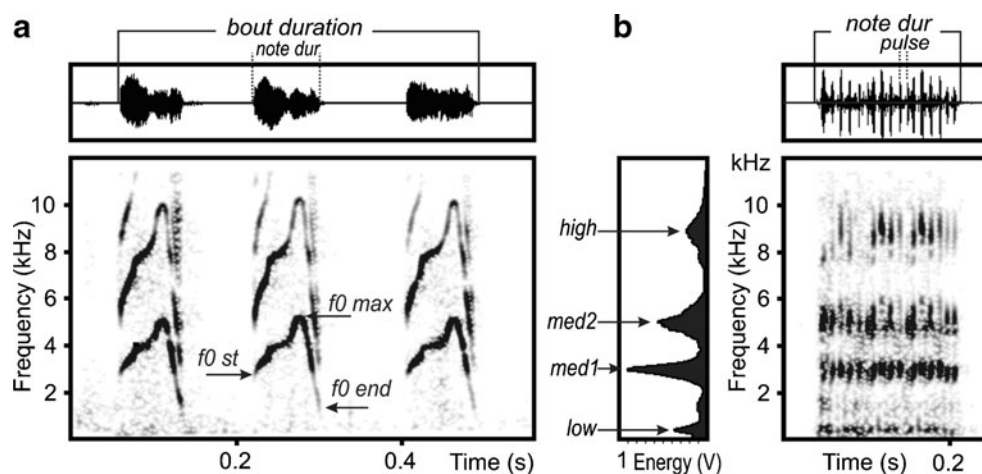 a
bout duration
note dur
Frequency (kHz)
10
8
6
4
2
f0 max
f0 st
f0 end
0.2
0.4
Time (s)
b
note dur
pulse
high
med2
med1
low
1 Energy (V)
kHz
Frequency (kHz)
10
8
6
4
2
Time (s)
0.2